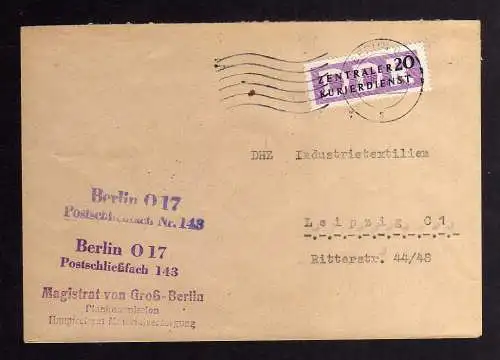 ZENTRALER 20
KURIERDIENST
DHZ Industrietextilien
Leipzig C1
Ritterstr. 44/48
Berlin O 17
Postschließfach Nr. 143
Berlin O 17
Postschließfach 143
Magistrat von Groß-Berlin
Plankommission